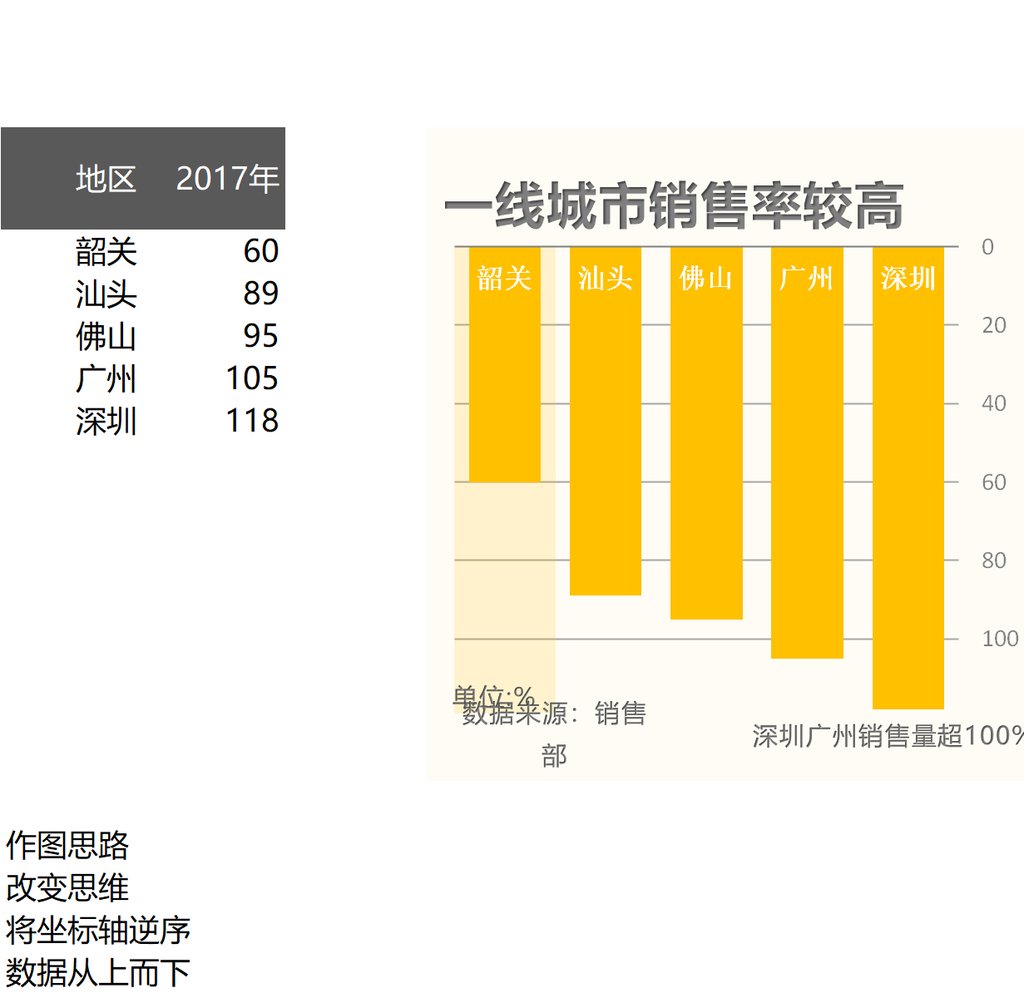 地区 2017年
韶关 60
汕头 89
佛山 95
广州 105
深圳 118
一线城市销售率较高
韶关 汕头 佛山 广州 深圳
0
20
40
60
80
100
单位:%
数据来源：销售
部
深圳广州销售量超100%
作图思路
改变思维
将坐标轴逆序
数据从上而下